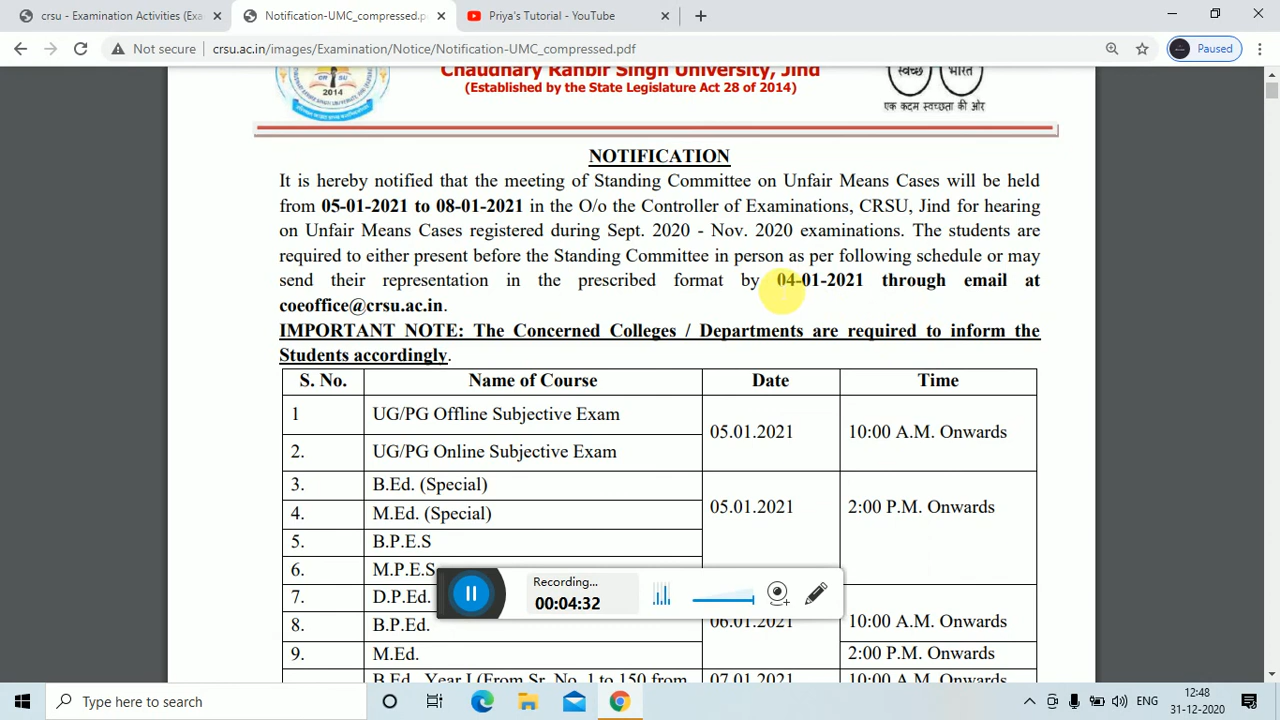 crsu - Examination Activities (Exa
Notification-UMC_compressed.p
Priya's Tutorial - YouTube
Not secure
crsu.ac.in/images/Examination/Notice/Notification-UMC_compressed.pdf
Paused
Chaudhary Ranbir Singh University, Jind
(Established by the State Legislature Act 28 of 2014)
2014
स्वच्छ भारत
एक कदम स्वच्छता की ओर
NOTIFICATION
It is hereby notified that the meeting of Standing Committee on Unfair Means Cases will be held
from 05-01-2021 to 08-01-2021 in the O/o the Controller of Examinations, CRSU, Jind for hearing
on Unfair Means Cases registered during Sept. 2020 - Nov. 2020 examinations. The students are
required to either present before the Standing Committee in person as per following schedule or may
send their representation in the prescribed format by 04-01-2021 through email at
coeoffice@crsu.ac.in.
IMPORTANT NOTE: The Concerned Colleges / Departments are required to inform the
Students accordingly.
S. No. Name of Course Date Time
1 UG/PG Offline Subjective Exam
05.01.2021 10:00 A.M. Onwards
2. UG/PG Online Subjective Exam
3. B.Ed. (Special)
05.01.2021 2:00 P.M. Onwards
4. M.Ed. (Special)
5. B.P.E.S
6. M.P.E.S
7. D.P.Ed.
8. B.P.Ed. 06.01.2021 10:00 A.M. Onwards
9. M.Ed. 2:00 P.M. Onwards
B.Ed. Year I (From Sr. No. 1 to 150 from 07.01.2021 10:00 A.M. Onwards
Recording...
00:04:32
Type here to search
ENG
12:48
31-12-2020